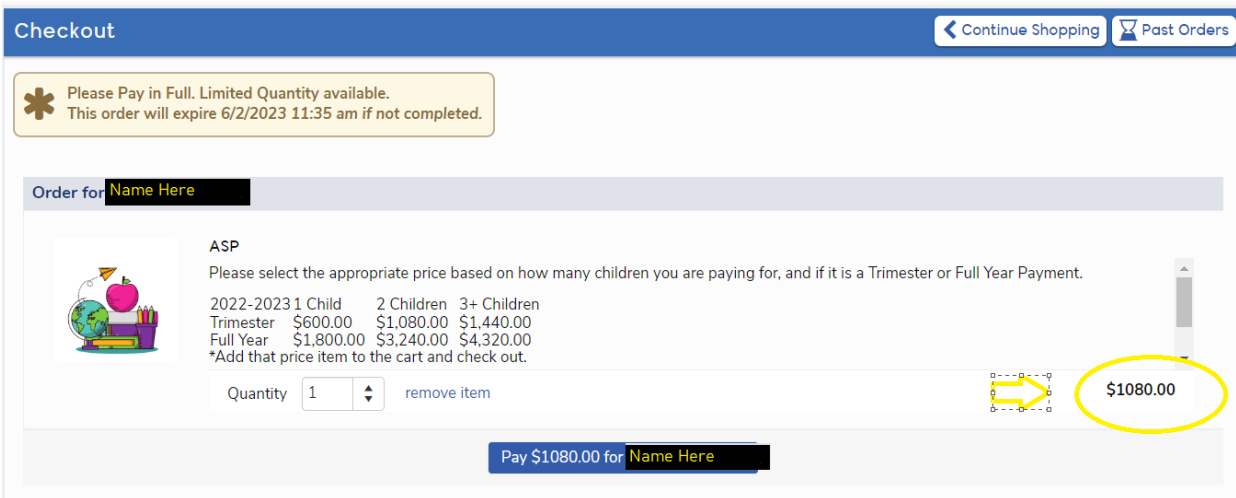 Checkout
Continue Shopping
Past Orders
Please Pay in Full. Limited Quantity available.
This order will expire 6/2/2023 11:35 am if not completed.
Order for Name Here
ASP
Please select the appropriate price based on how many children you are paying for, and if it is a Trimester or Full Year Payment.
2022-2023 1 Child 2 Children 3+ Children
Trimester $600.00 $1,080.00 $1,440.00
Full Year $1,800.00 $3,240.00 $4,320.00
*Add that price item to the cart and check out.
Quantity 1 remove item $1080.00
Pay $1080.00 for Name Here